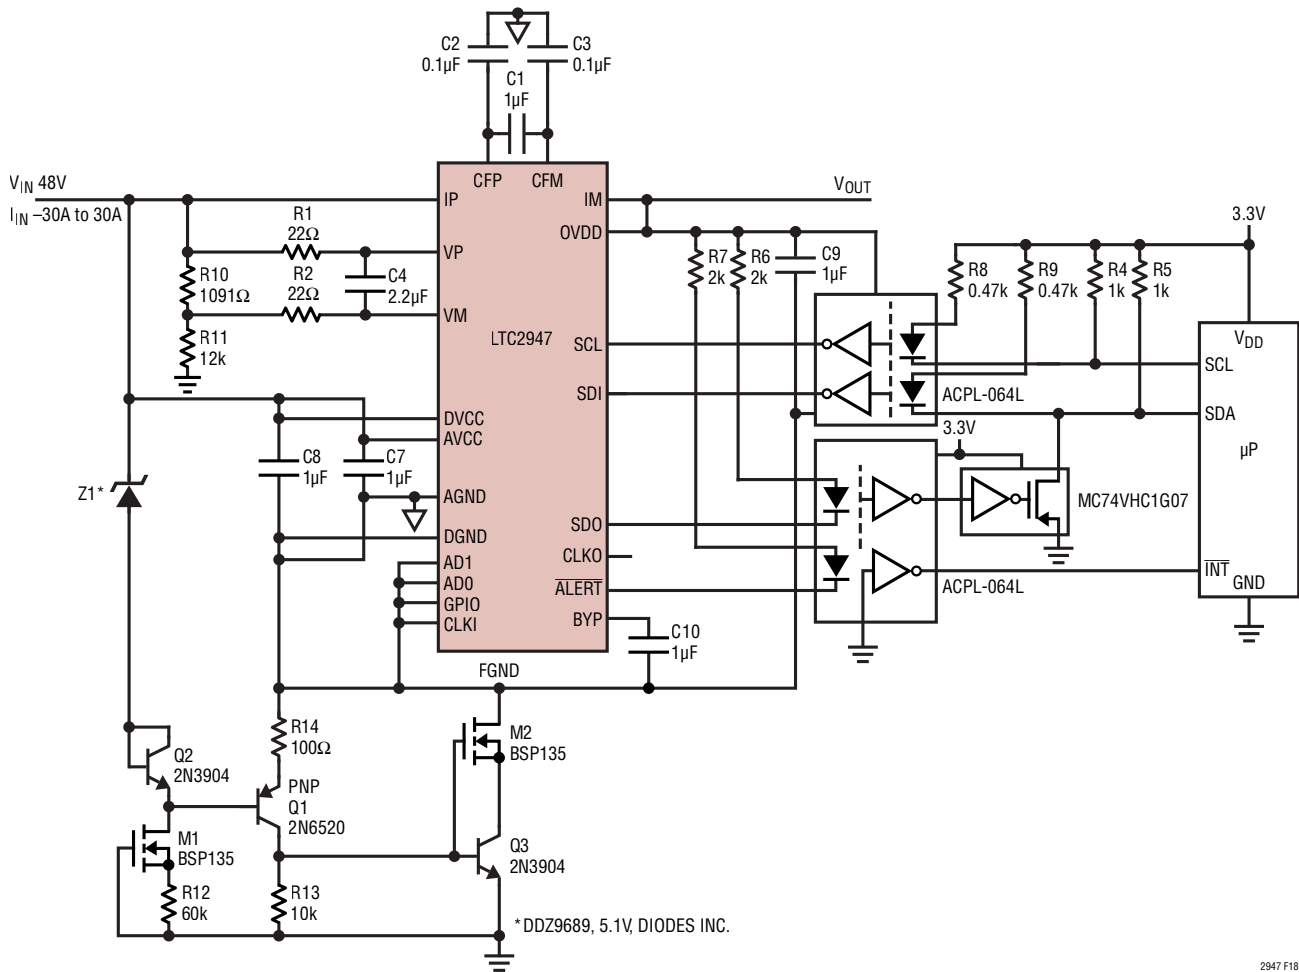 C2
0.1µF
C3
0.1µF
C1
1µF
V_IN 48V
I_IN –30A to 30A
CFP
CFM
IP
IM
V_OUT
3.3V
R1
22Ω
VP
OVDD
R7
2k
R6
2k
C9
1µF
R8
0.47k
R9
0.47k
R4
1k
R5
1k
R10
1091Ω
R2
22Ω
C4
2.2µF
VM
R11
12k
LTC2947
SCL
SDI
ACPL-064L
V_DD
SCL
SDA
µP
DVCC
AVCC
3.3V
C8
1µF
C7
1µF
Z1*
AGND
MC74VHC1G07
SDO
DGND
CLKO
AD1
AD0
GPIO
CLKI
ALERT
BYP
ACPL-064L
INT
GND
C10
1µF
FGND
R14
100Ω
M2
BSP135
Q2
2N3904
PNP
Q1
2N6520
M1
BSP135
Q3
2N3904
R12
60k
R13
10k
*DDZ9689, 5.1V, DIODES INC.
2947 F18